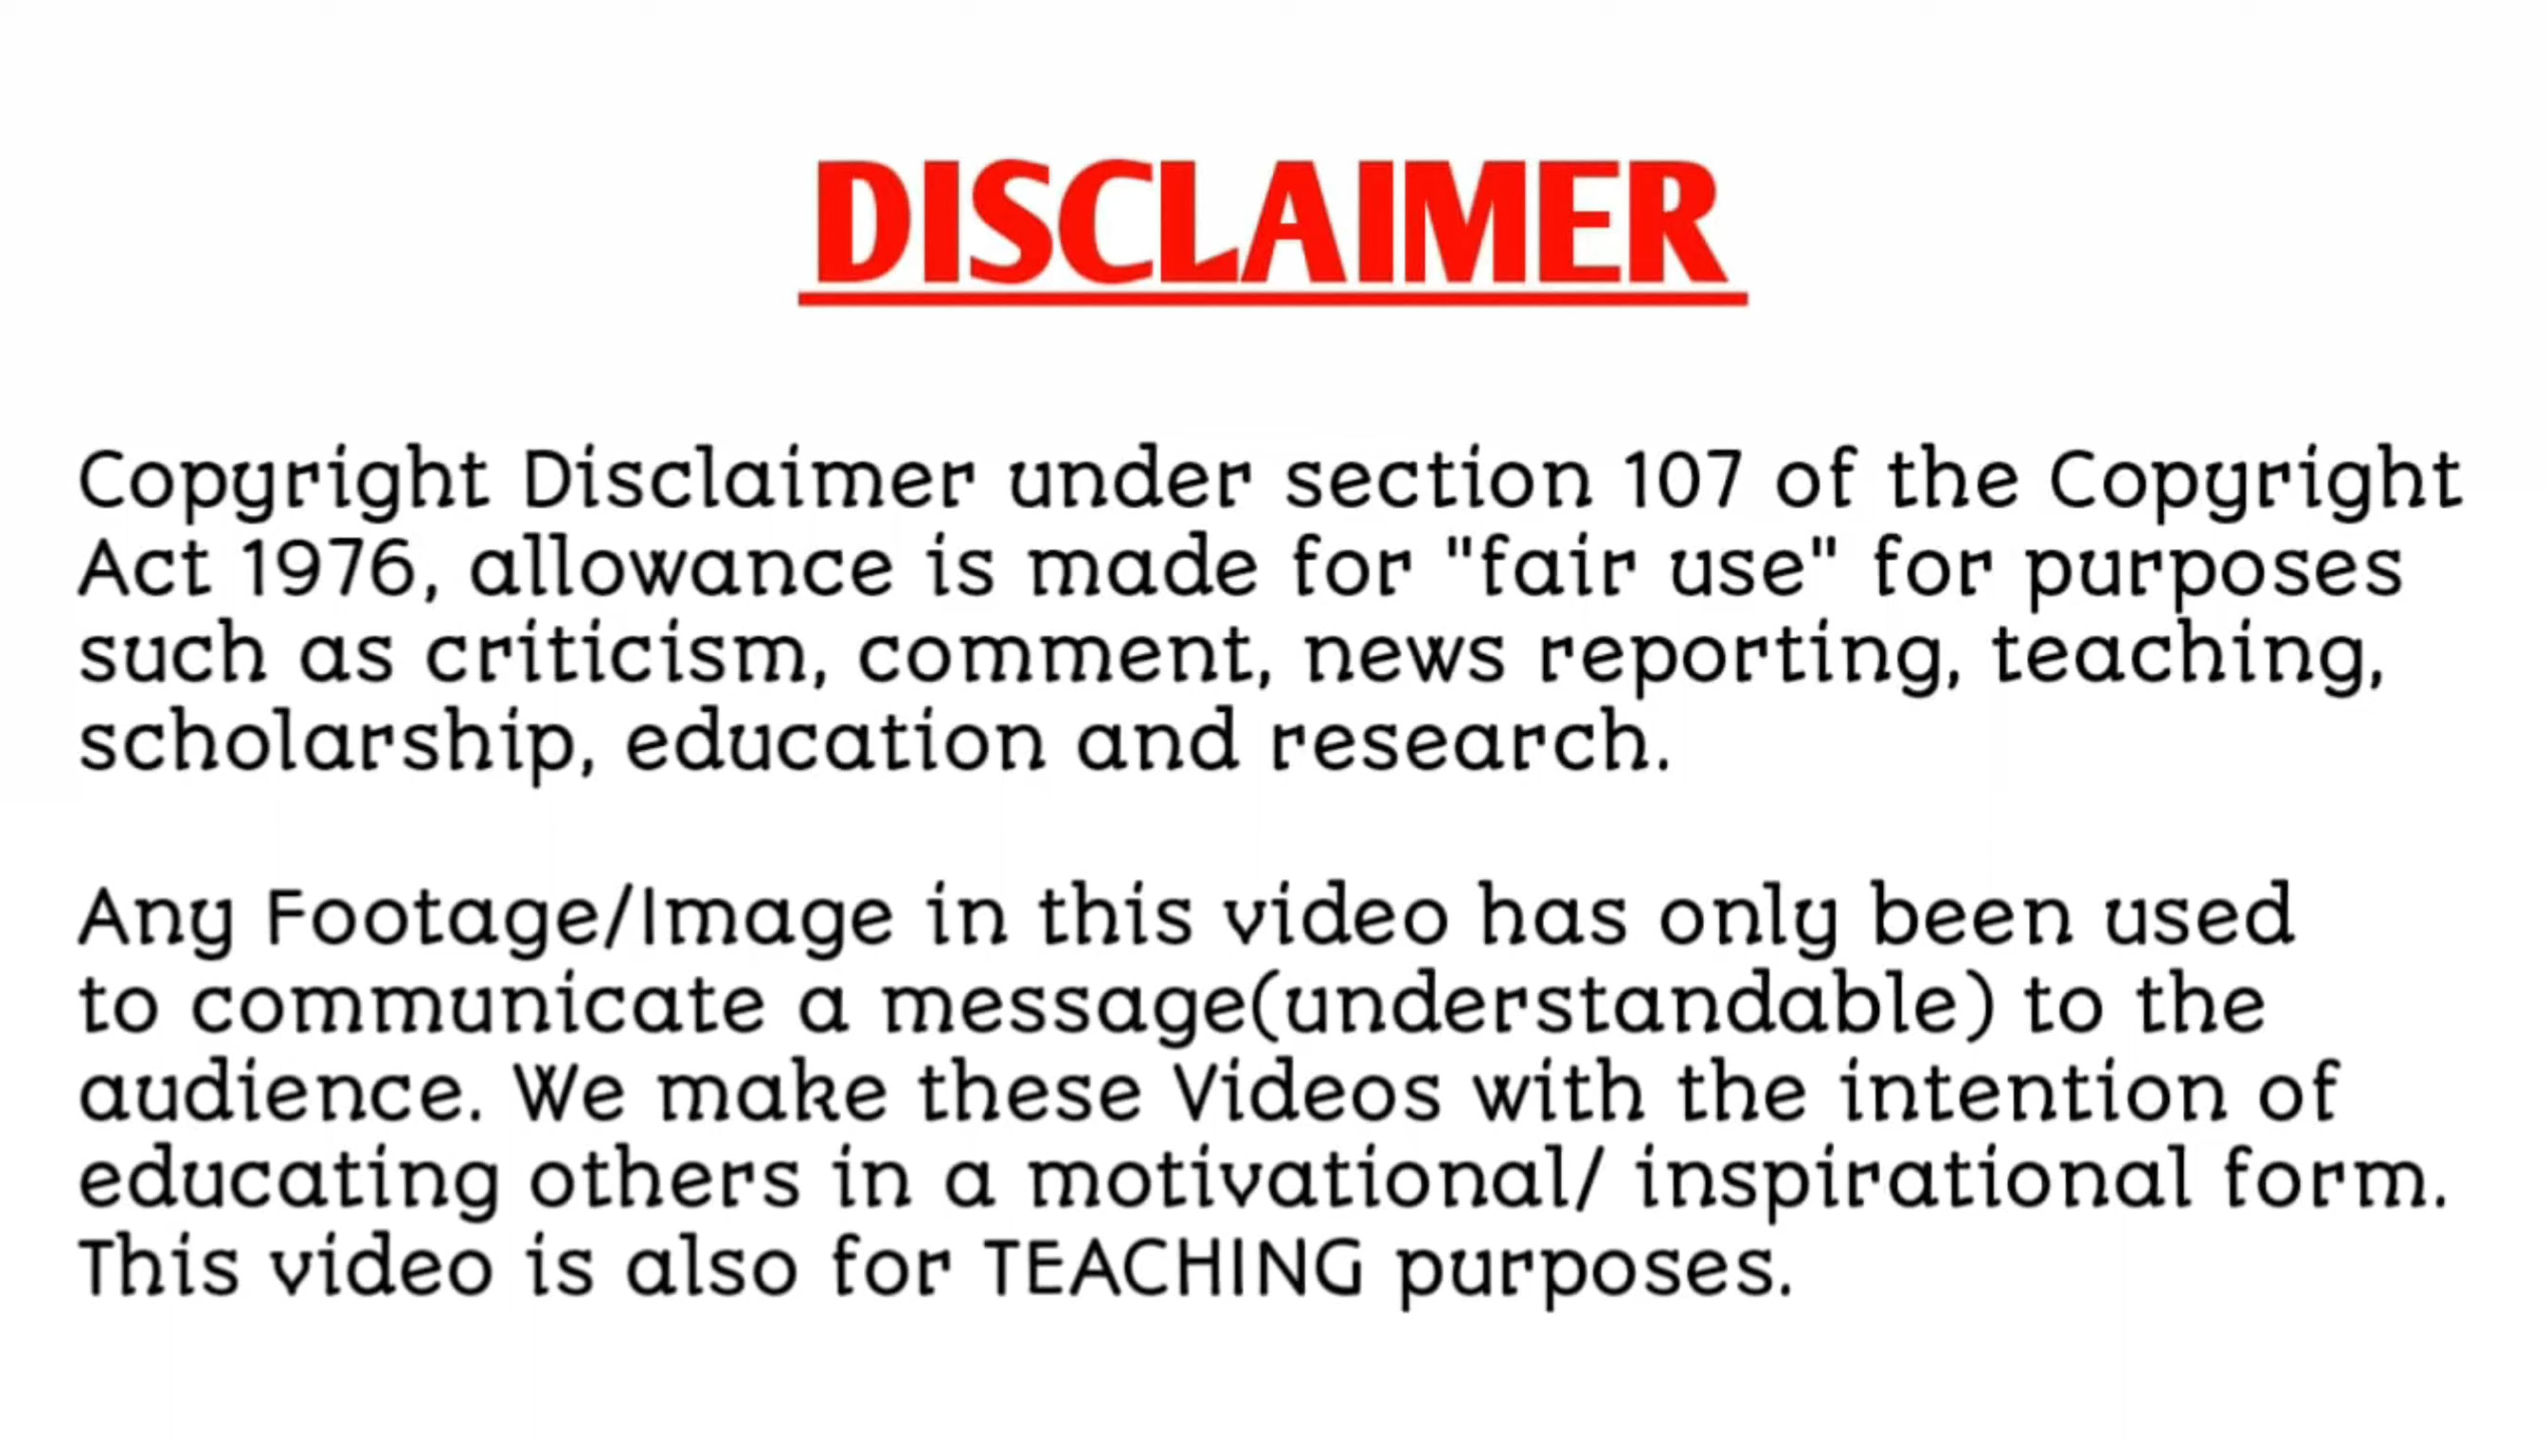 DISCLAIMER
Copyright Disclaimer under section 107 of the Copyright
Act 1976, allowance is made for "fair use" for purposes
such as criticism, comment, news reporting, teaching,
scholarship, education and research.
Any Footage/Image in this video has only been used
to communicate a message(understandable) to the
audience. We make these Videos with the intention of
educating others in a motivational/ inspirational form.
This video is also for TEACHING purposes.